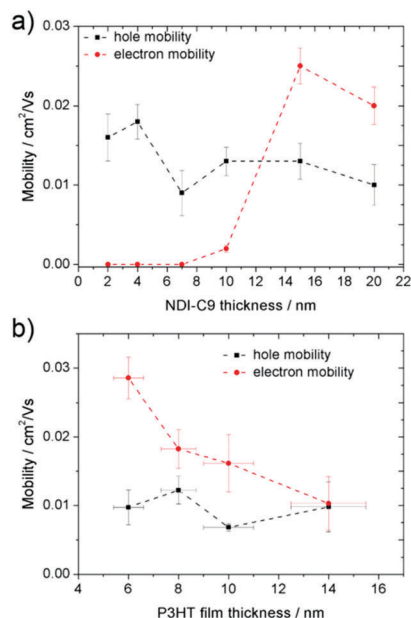 a)
hole mobility
electron mobility
Mobility / cm²/Vs
0.03
0.02
0.01
0.00
0 2 4 6 8 10 12 14 16 18 20 22
NDI-C9 thickness / nm
b)
hole mobility
electron mobility
Mobility / cm²/Vs
0.03
0.02
0.01
0.00
4 6 8 10 12 14 16
P3HT film thickness / nm